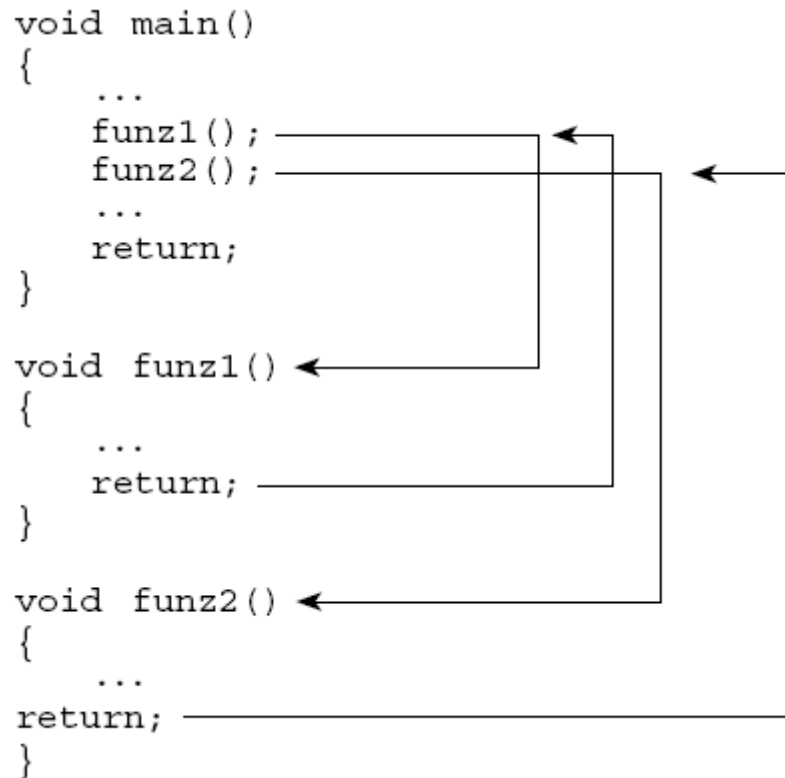 void main()
{
...
funz1();
funz2();
...
return;
}
void funz1()
{
...
return;
}
void funz2()
{
...
return;
}